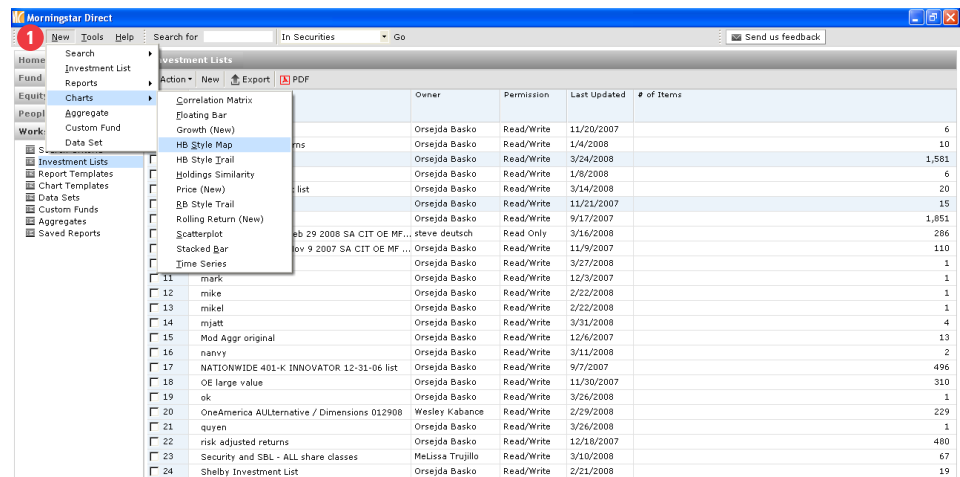 Morningstar Direct
1 New Tools Help Search for In Securities Go Send us feedback
Home
Fund
Equit
Peopl
Works
Search
Investment List
Reports
Charts
Aggregate
Custom Fund
Data Set
Investment Lists
Report Templates
Chart Templates
Data Sets
Custom Funds
Aggregates
Saved Reports
Correlation Matrix
Floating Bar
Growth (New)
HB Style Map
HB Style Trail
Holdings Similarity
Price (New)
RB Style Trail
Rolling Return (New)
Scatterplot
Stacked Bar
Time Series
nvestment Lists
Action New Export PDF
Owner Permission Last Updated # of Items
Orsejda Basko Read/Write 11/20/2007 6
rns Orsejda Basko Read/Write 1/4/2008 10
Orsejda Basko Read/Write 3/24/2008 1,581
Orsejda Basko Read/Write 1/8/2008 6
list Orsejda Basko Read/Write 3/14/2008 20
Orsejda Basko Read/Write 11/21/2007 15
Orsejda Basko Read/Write 9/17/2007 1,851
eb 29 2008 SA CIT OE MF... steve deutsch Read Only 3/16/2008 286
lov 9 2007 SA CIT OE MF... Orsejda Basko Read/Write 11/9/2007 110
Orsejda Basko Read/Write 3/27/2008 1
11 mark Orsejda Basko Read/Write 12/3/2007 1
12 mike Orsejda Basko Read/Write 2/22/2008 1
13 mikel Orsejda Basko Read/Write 2/22/2008 1
14 mjatt Orsejda Basko Read/Write 3/31/2008 4
15 Mod Aggr original Orsejda Basko Read/Write 12/6/2007 13
16 nanvy Orsejda Basko Read/Write 3/11/2008 2
17 NATIONWIDE 401-K INNOVATOR 12-31-06 list Orsejda Basko Read/Write 9/7/2007 496
18 OE large value Orsejda Basko Read/Write 11/30/2007 310
19 ok Orsejda Basko Read/Write 3/26/2008 1
20 OneAmerica AULternative / Dimensions 012908 Wesley Kabance Read/Write 2/29/2008 229
21 quyen Orsejda Basko Read/Write 3/26/2008 1
22 risk adjusted returns Orsejda Basko Read/Write 12/18/2007 480
23 Security and SBL - ALL share classes MeLissa Trujillo Read/Write 3/10/2008 67
24 Shelby Investment List Orsejda Basko Read/Write 2/21/2008 19